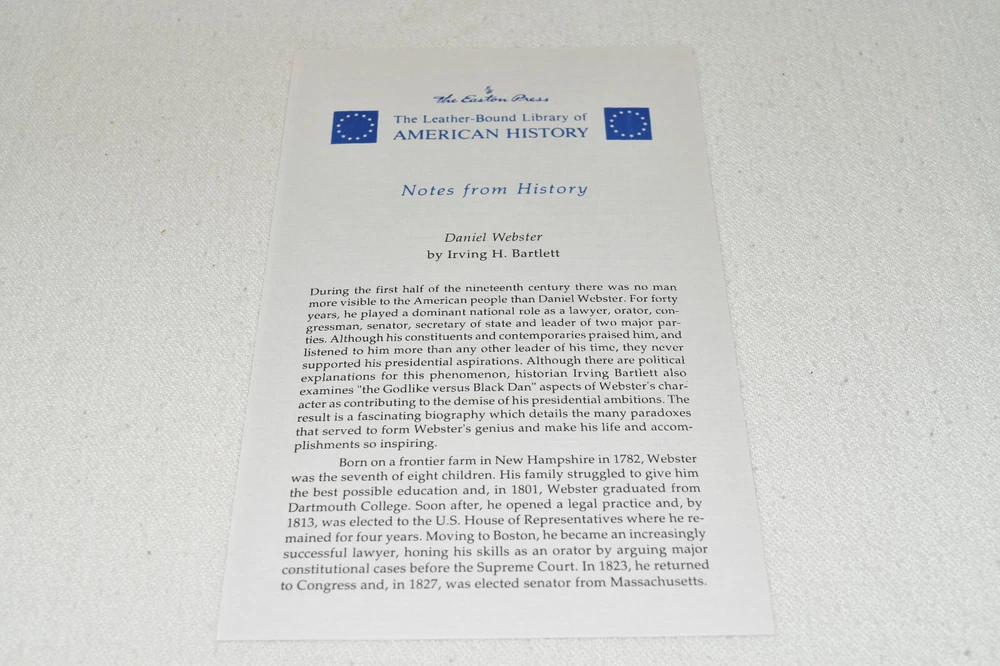 The Easton Press
The Leather-Bound Library of
AMERICAN HISTORY
Notes from History
Daniel Webster
by Irving H. Bartlett
During the first half of the nineteenth century there was no man
more visible to the American people than Daniel Webster. For forty
years, he played a dominant national role as a lawyer, orator, con-
gressman, senator, secretary of state and leader of two major par-
ties. Although his constituents and contemporaries praised him, and
listened to him more than any other leader of his time, they never
supported his presidential aspirations. Although there are political
explanations for this phenomenon, historian Irving Bartlett also
examines "the Godlike versus Black Dan" aspects of Webster's char-
acter as contributing to the demise of his presidential ambitions. The
result is a fascinating biography which details the many paradoxes
that served to form Webster's genius and make his life and accom-
plishments so inspiring.
Born on a frontier farm in New Hampshire in 1782, Webster
was the seventh of eight children. His family struggled to give him
the best possible education and, in 1801, Webster graduated from
Dartmouth College. Soon after, he opened a legal practice and, by
1813, was elected to the U.S. House of Representatives where he re-
mained for four years. Moving to Boston, he became an increasingly
successful lawyer, honing his skills as an orator by arguing major
constitutional cases before the Supreme Court. In 1823, he returned
to Congress and, in 1827, was elected senator from Massachusetts.